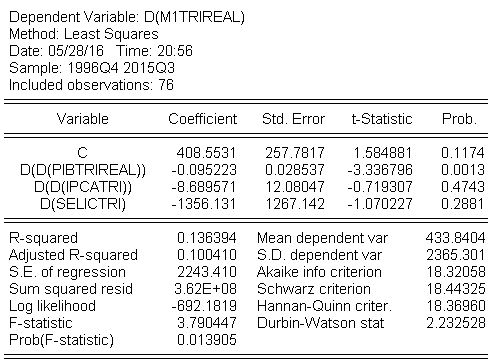 Dependent Variable: D(M1TRIREAL)
Method: Least Squares
Date: 05/28/16 Time: 20:56
Sample: 1996Q4 2015Q3
Included observations: 76
Variable Coefficient Std. Error t-Statistic Prob.
C 408.5531 257.7817 1.584881 0.1174
D(D(PIBTRIREAL)) -0.095223 0.028537 -3.336796 0.0013
D(D(IPCATRI)) -8.689571 12.08047 -0.719307 0.4743
D(SELICTRI) -1356.131 1267.142 -1.070227 0.2881
R-squared 0.136394 Mean dependent var 433.8404
Adjusted R-squared 0.100410 S.D. dependent var 2365.301
S.E. of regression 2243.410 Akaike info criterion 18.32058
Sum squared resid 3.62E+08 Schwarz criterion 18.44325
Log likelihood -692.1819 Hannan-Quinn criter. 18.36960
F-statistic 3.790447 Durbin-Watson stat 2.232528
Prob(F-statistic) 0.013905